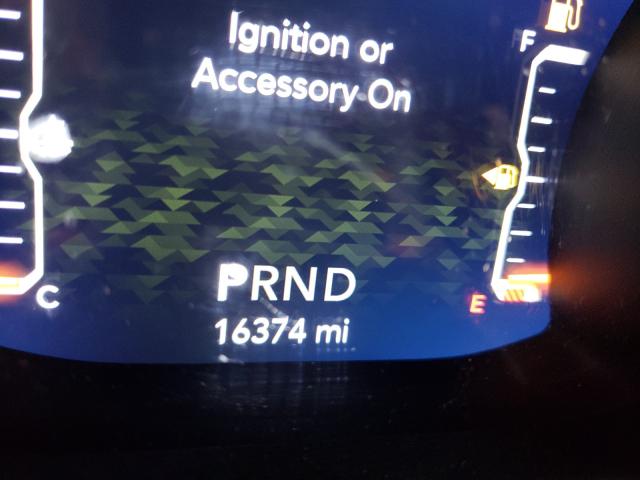 Ignition or
Accessory On
F
PRND
C
E
16374 mi